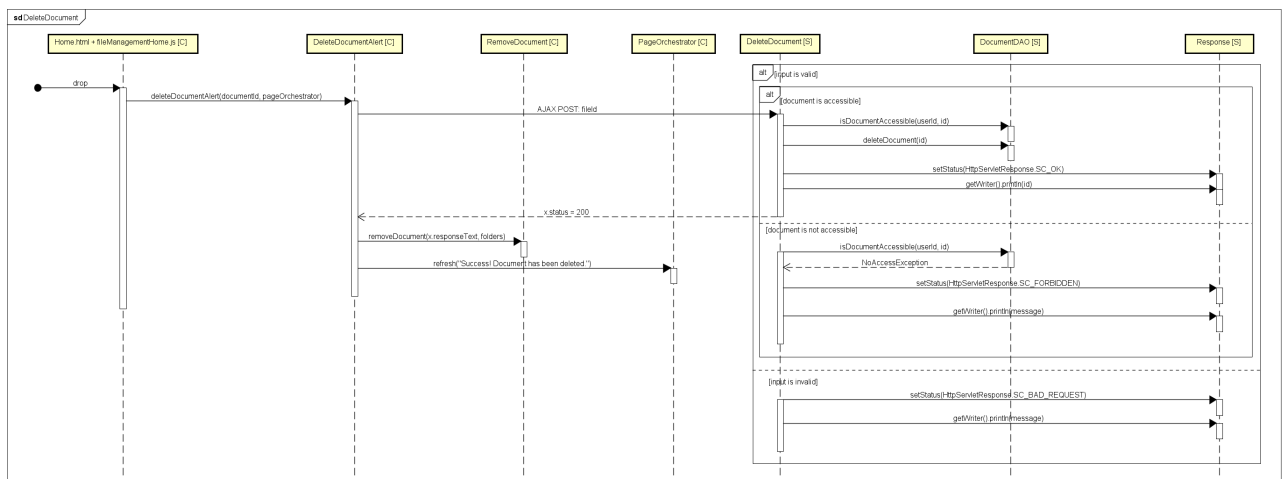 sd DeleteDocument
Home.html + fileManagementHome.js [C]
DeleteDocumentAlert [C]
RemoveDocument [C]
PageOrchestrator [C]
DeleteDocument [S]
DocumentDAO [S]
Response [S]
alt
[input is valid]
drop
alt
[document is accessible]
deleteDocumentAlert(documentId, pageOrchestrator)
AJAX POST: fileId
isDocumentAccessible(userId, id)
deleteDocument(id)
setStatus(HttpServletResponse.SC_OK)
getWriter().println(id)
x.status = 200
[document is not accessible]
removeDocument(x.responseText, folders)
isDocumentAccessible(userId, id)
refresh("Success! Document has been deleted.")
NoAccessException
setStatus(HttpServletResponse.SC_FORBIDDEN)
getWriter().println(message)
[input is invalid]
setStatus(HttpServletResponse.SC_BAD_REQUEST)
getWriter().println(message)